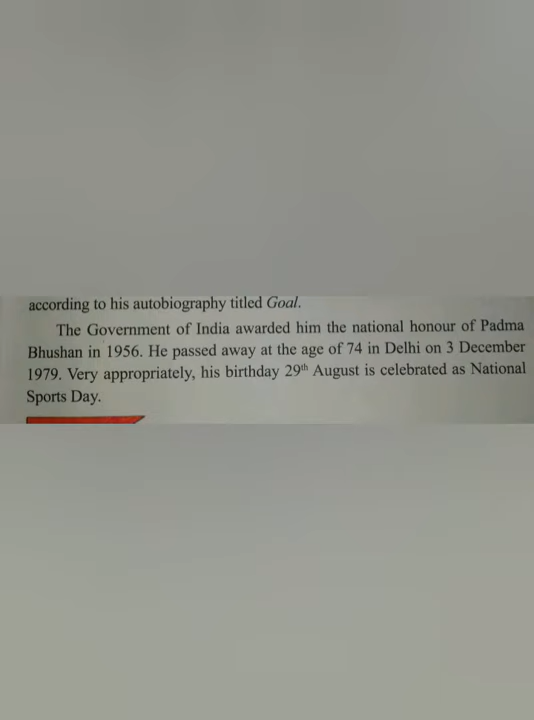 according to his autobiography titled Goal.
The Government of India awarded him the national honour of Padma
Bhushan in 1956. He passed away at the age of 74 in Delhi on 3 December
1979. Very appropriately, his birthday 29th August is celebrated as National
Sports Day.